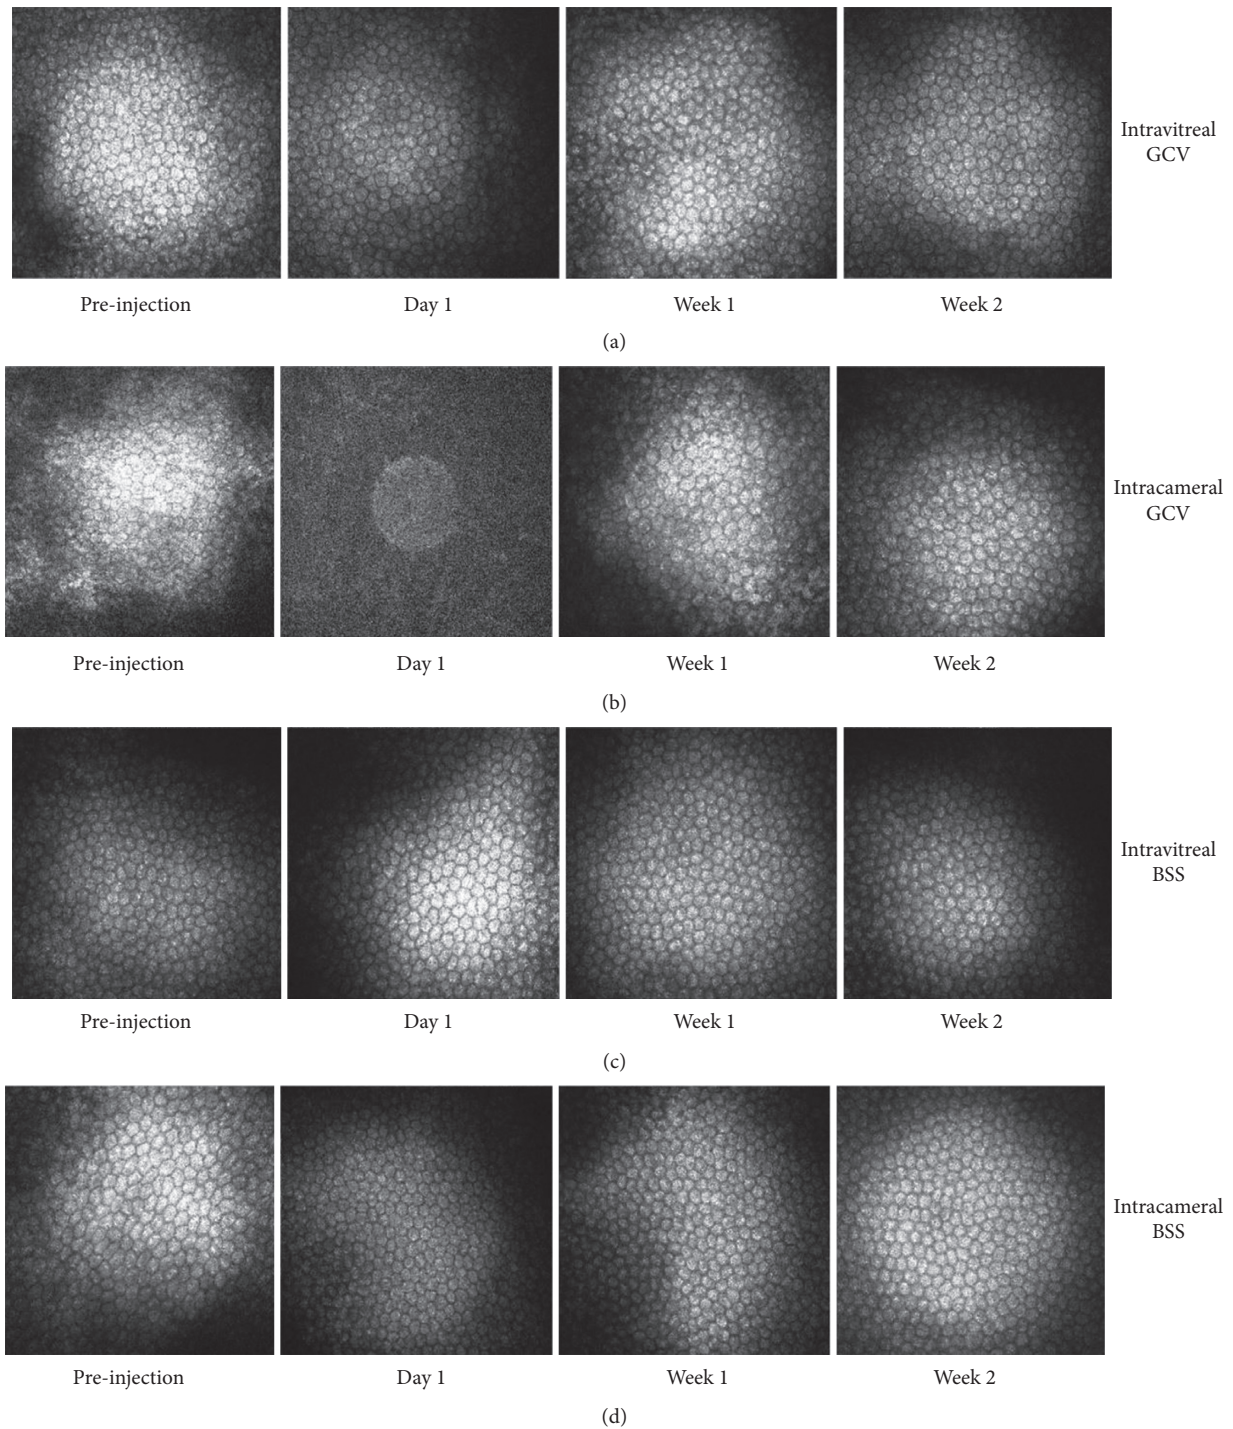 Intravitreal
GCV
Pre-injection
Day 1
Week 1
Week 2
(a)
Intracameral
GCV
Pre-injection
Day 1
Week 1
Week 2
(b)
Intravitreal
BSS
Pre-injection
Day 1
Week 1
Week 2
(c)
Intracameral
BSS
Pre-injection
Day 1
Week 1
Week 2
(d)